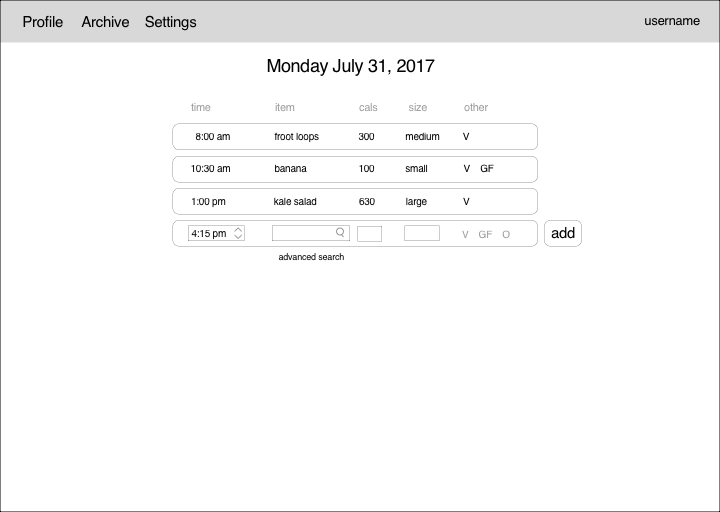 Profile Archive Settings username
Monday July 31, 2017
time item cals size other
8:00 am froot loops 300 medium V
10:30 am banana 100 small V GF
1:00 pm kale salad 630 large V
4:15 pm V GF O add
advanced search